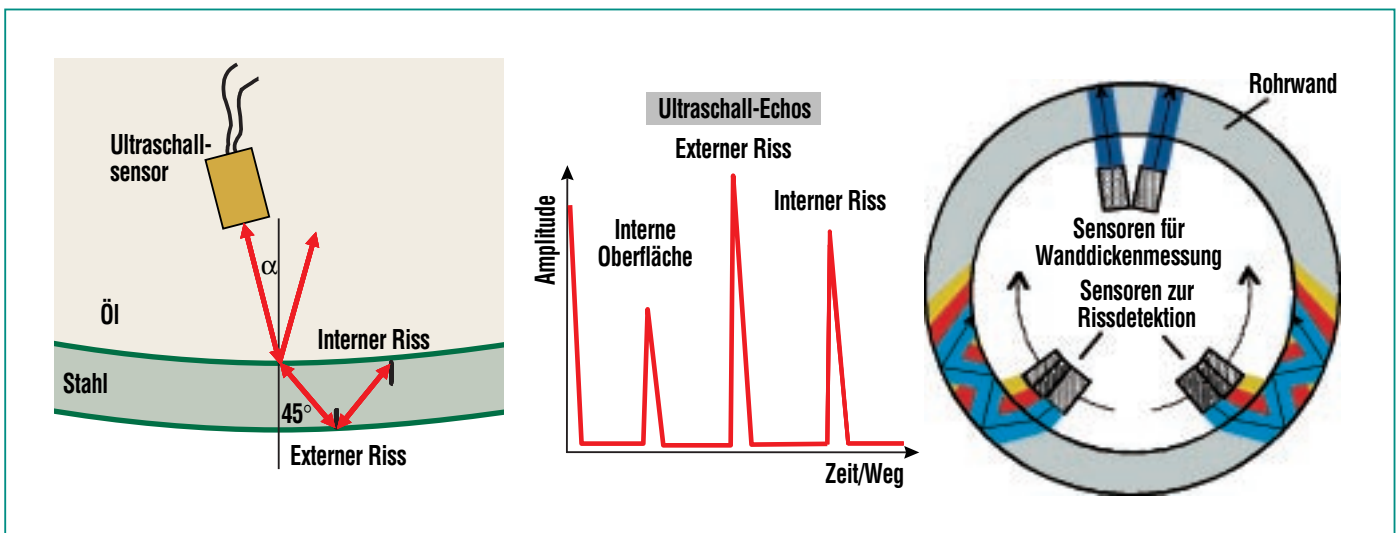 Ultraschall-
sensor
α
Öl
Interner Riss
Stahl
45°
Externer Riss
Ultraschall-Echos
Externer Riss
Interner Riss
Interne
Oberfläche
Amplitude
Zeit/Weg
Rohrwand
Sensoren für
Wanddickenmessung
Sensoren zur
Rissdetektion